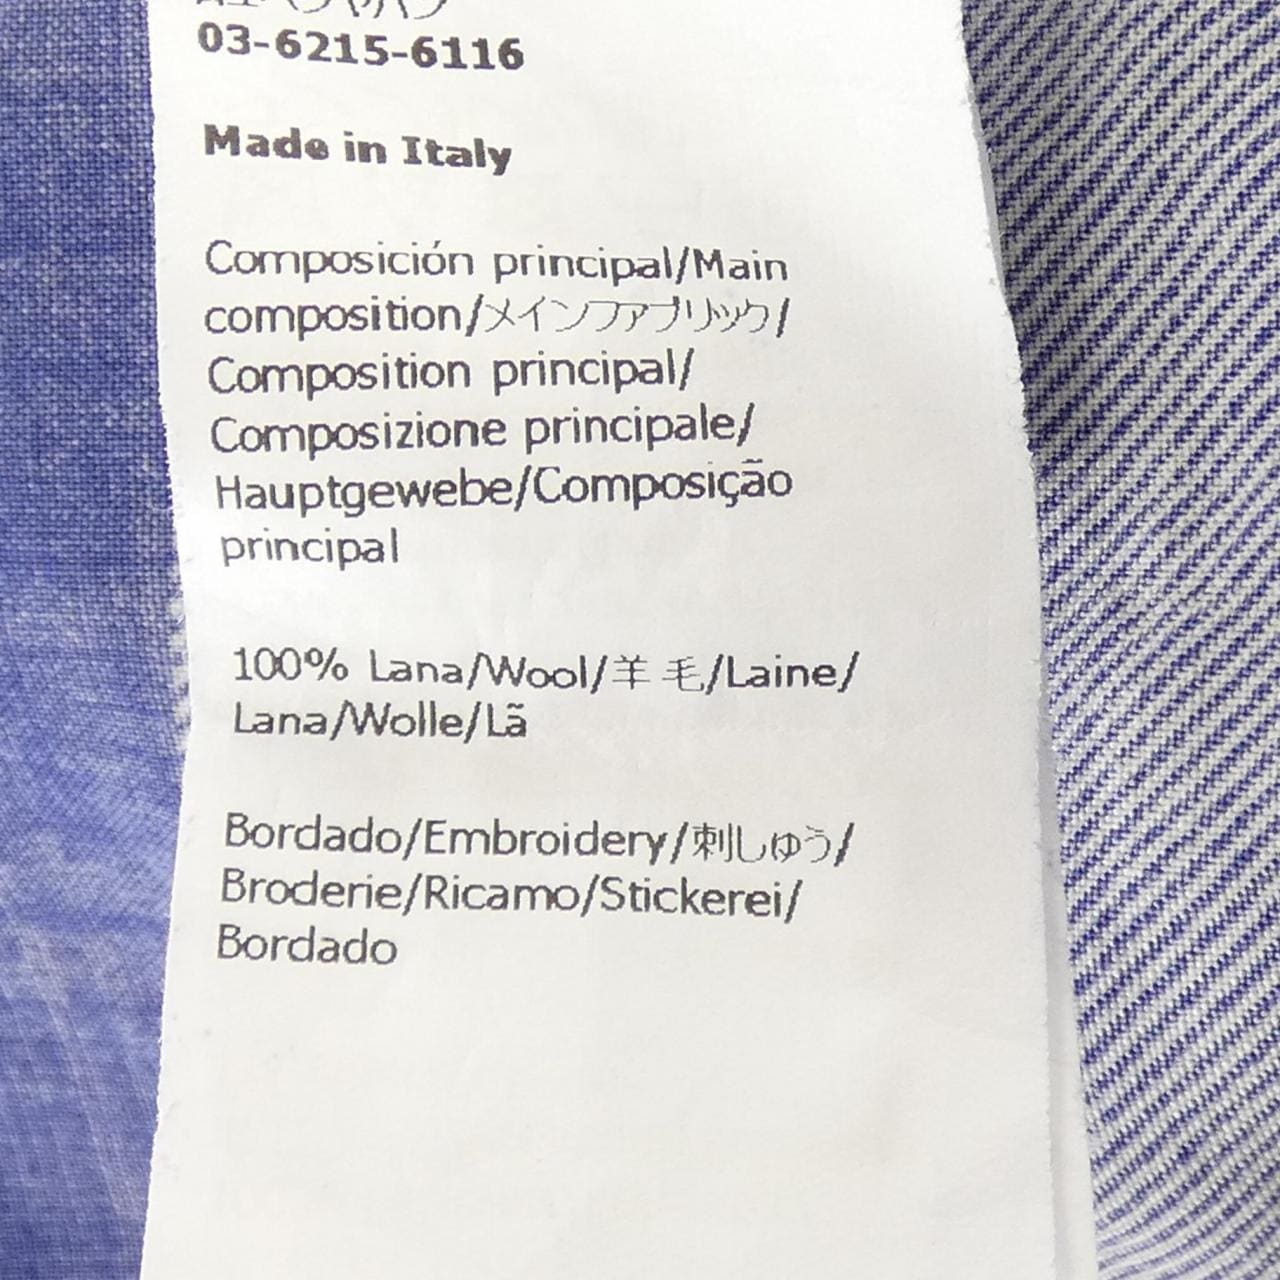 03-6215-6116
Made in Italy
Composición principal/Main
composition/メインファブリック/
Composition principal/
Composizione principale/
Hauptgewebe/Composição
principal
100% Lana/Wool/羊 毛/Laine/
Lana/Wolle/Lã
Bordado/Embroidery/刺しゅう/
Broderie/Ricamo/Stickerei/
Bordado